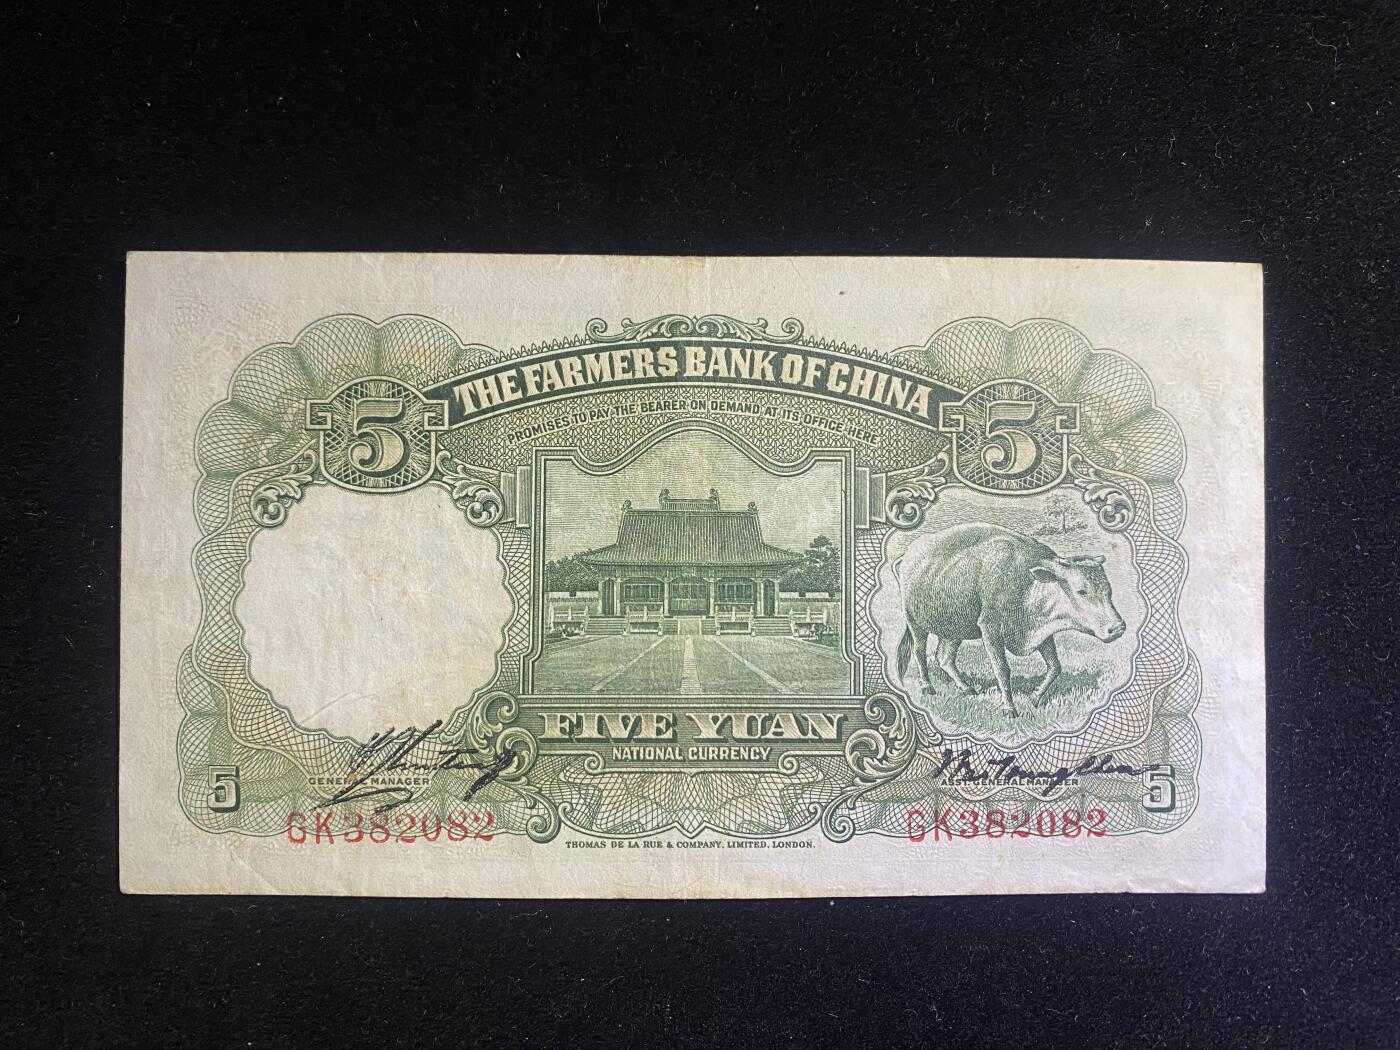 THE FARMERS BANK OF CHINA
PROMISES TO PAY THE BEARER ON DEMAND AT ITS OFFICE HERE
5
5
FIVE YUAN
NATIONAL CURRENCY
GENERAL MANAGER
ASST. GENERAL MANAGER
5
5
GK382082
GK382082
THOMAS DE LA RUE & COMPANY, LIMITED, LONDON.